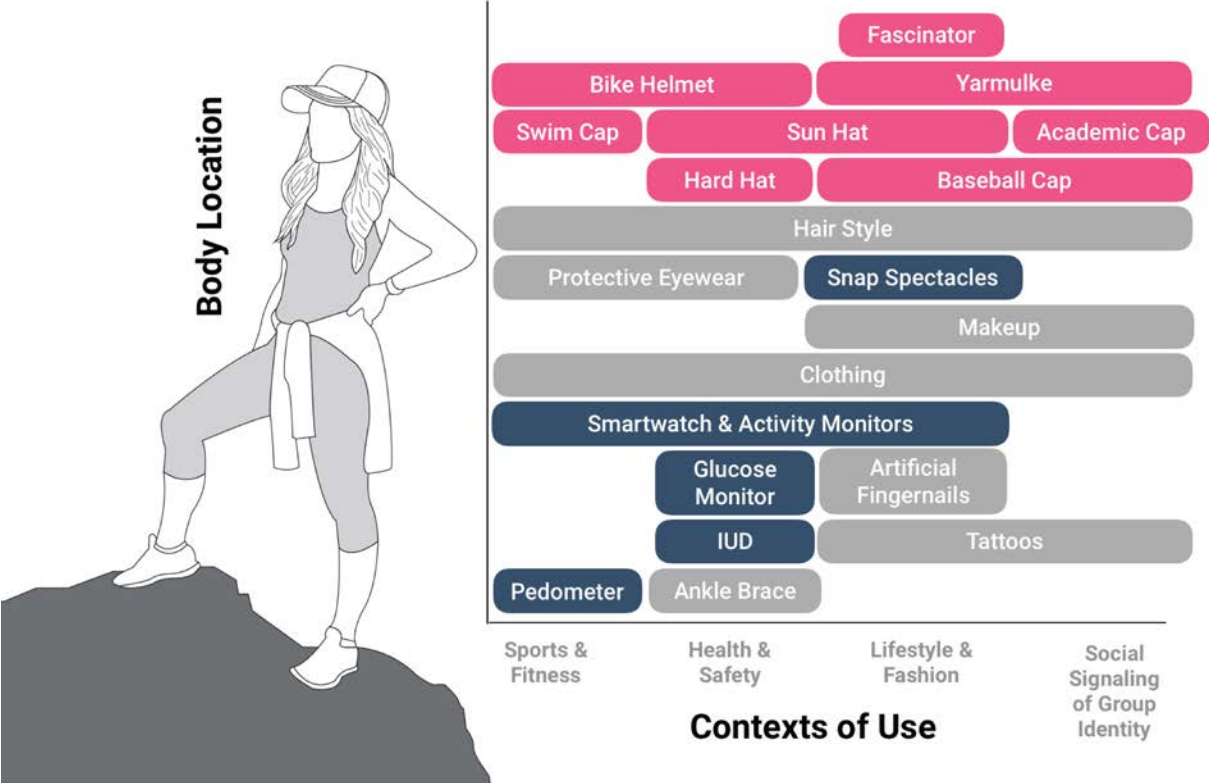 Fascinator
Bike Helmet
Yarmulke
Swim Cap
Sun Hat
Academic Cap
Hard Hat
Baseball Cap
Hair Style
Protective Eyewear
Snap Spectacles
Makeup
Clothing
Smartwatch & Activity Monitors
Glucose
Monitor
Artificial
Fingernails
IUD
Tattoos
Pedometer
Ankle Brace
Body Location
Sports &
Fitness
Health &
Safety
Lifestyle &
Fashion
Social
Signaling
of Group
Identity
Contexts of Use